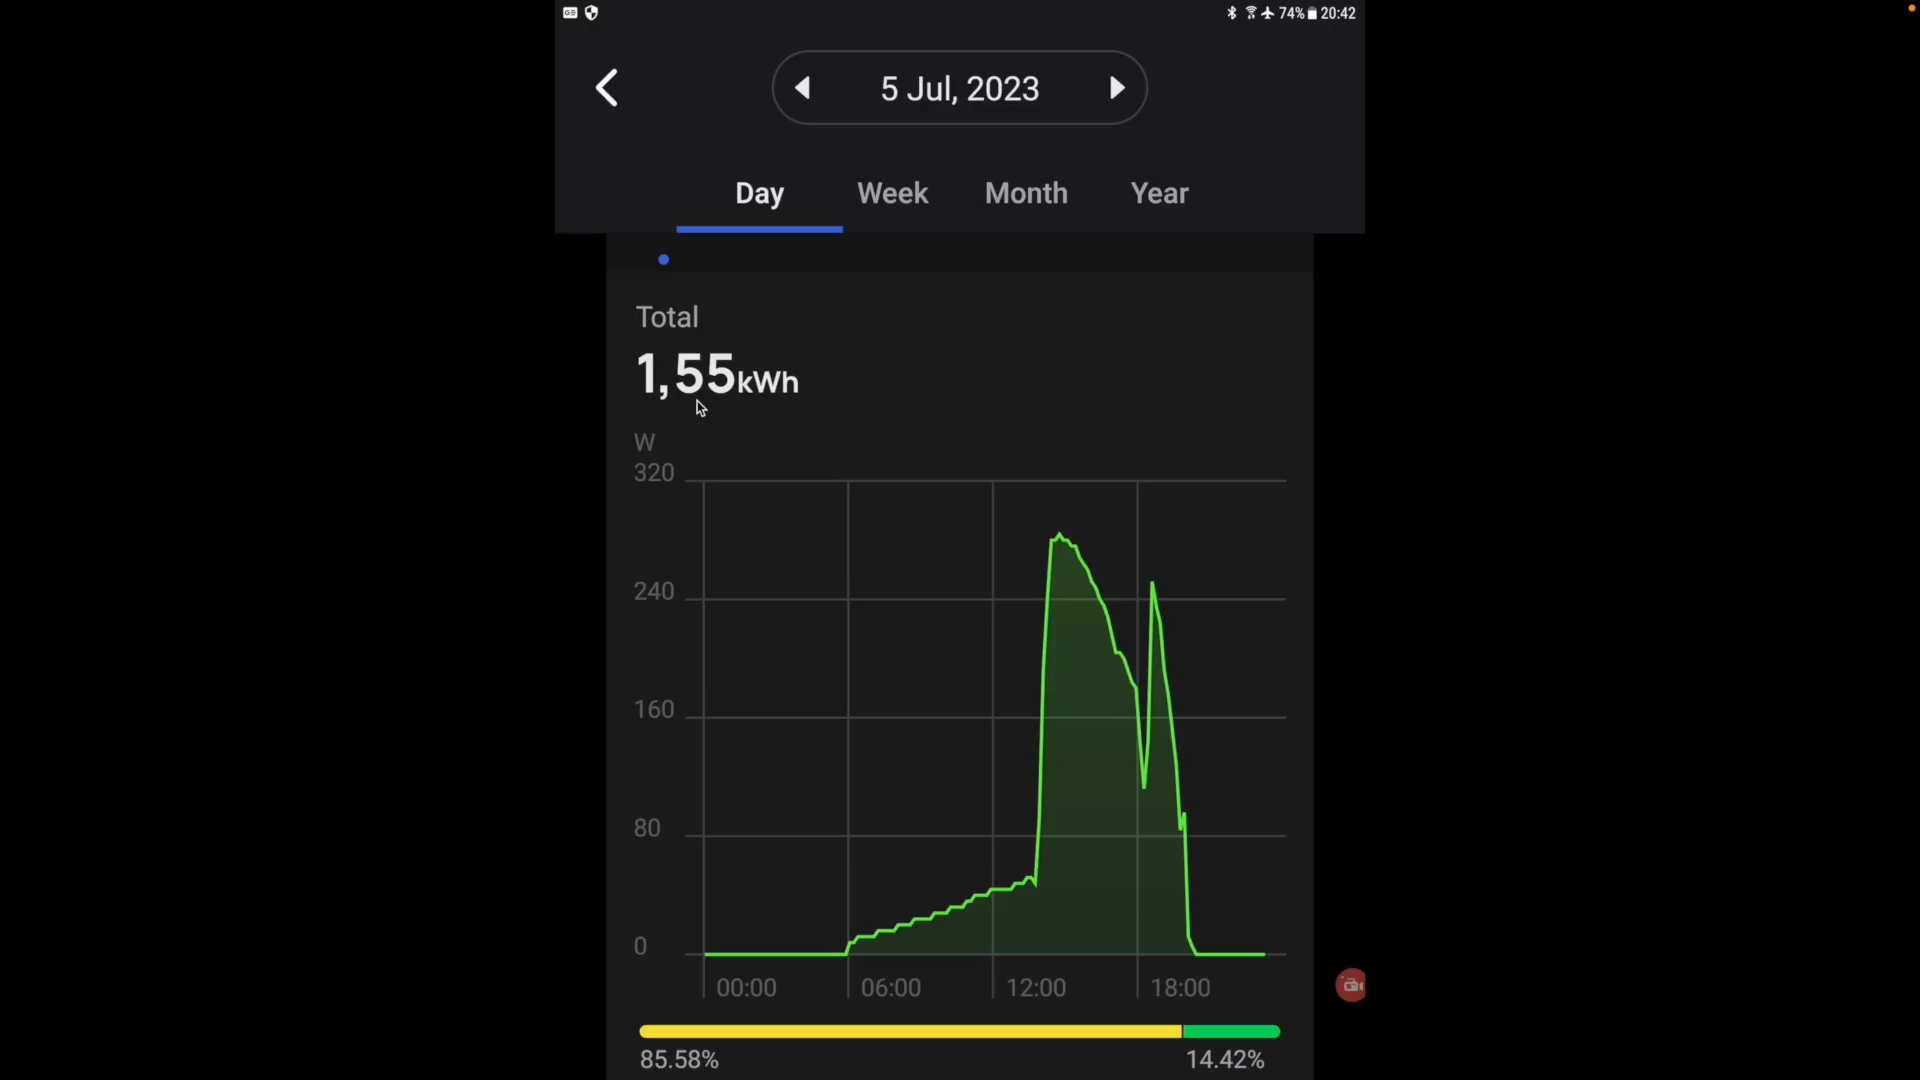 74% 20:42
5 Jul, 2023
Day Week Month Year
Total
1,55kWh
W
320
240
160
80
0
00:00 06:00 12:00 18:00
85.58% 14.42%